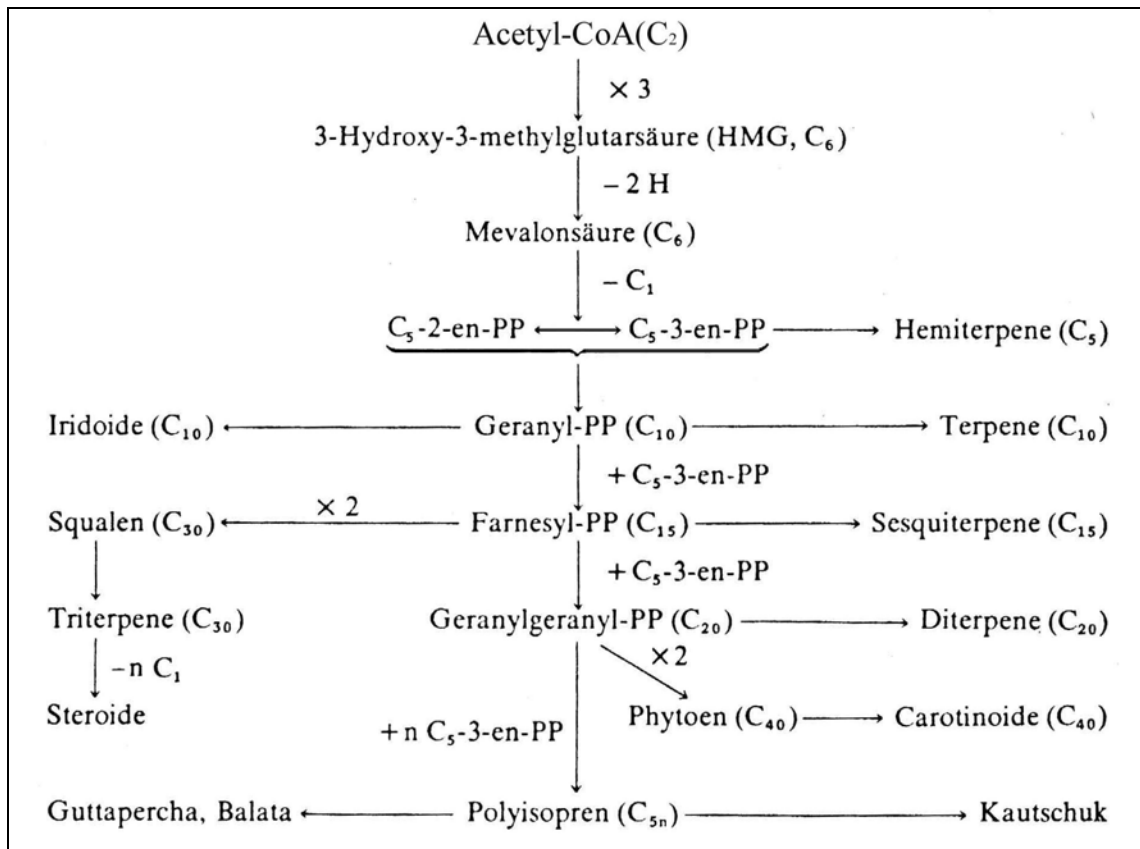 Acetyl-CoA(C₂)
× 3
3-Hydroxy-3-methylglutarsäure (HMG, C₆)
− 2 H
Mevalonsäure (C₆)
− C₁
C₅-2-en-PP C₅-3-en-PP Hemiterpene (C₅)
Iridoide (C₁₀) Geranyl-PP (C₁₀) Terpene (C₁₀)
+ C₅-3-en-PP
Squalen (C₃₀) × 2 Farnesyl-PP (C₁₅) Sesquiterpene (C₁₅)
+ C₅-3-en-PP
Triterpene (C₃₀) Geranylgeranyl-PP (C₂₀) Diterpene (C₂₀)
−n C₁ ×2
Steroide Phytoen (C₄₀) Carotinoide (C₄₀)
+n C₅-3-en-PP
Guttapercha, Balata Polyisopren (C₅ₙ) Kautschuk